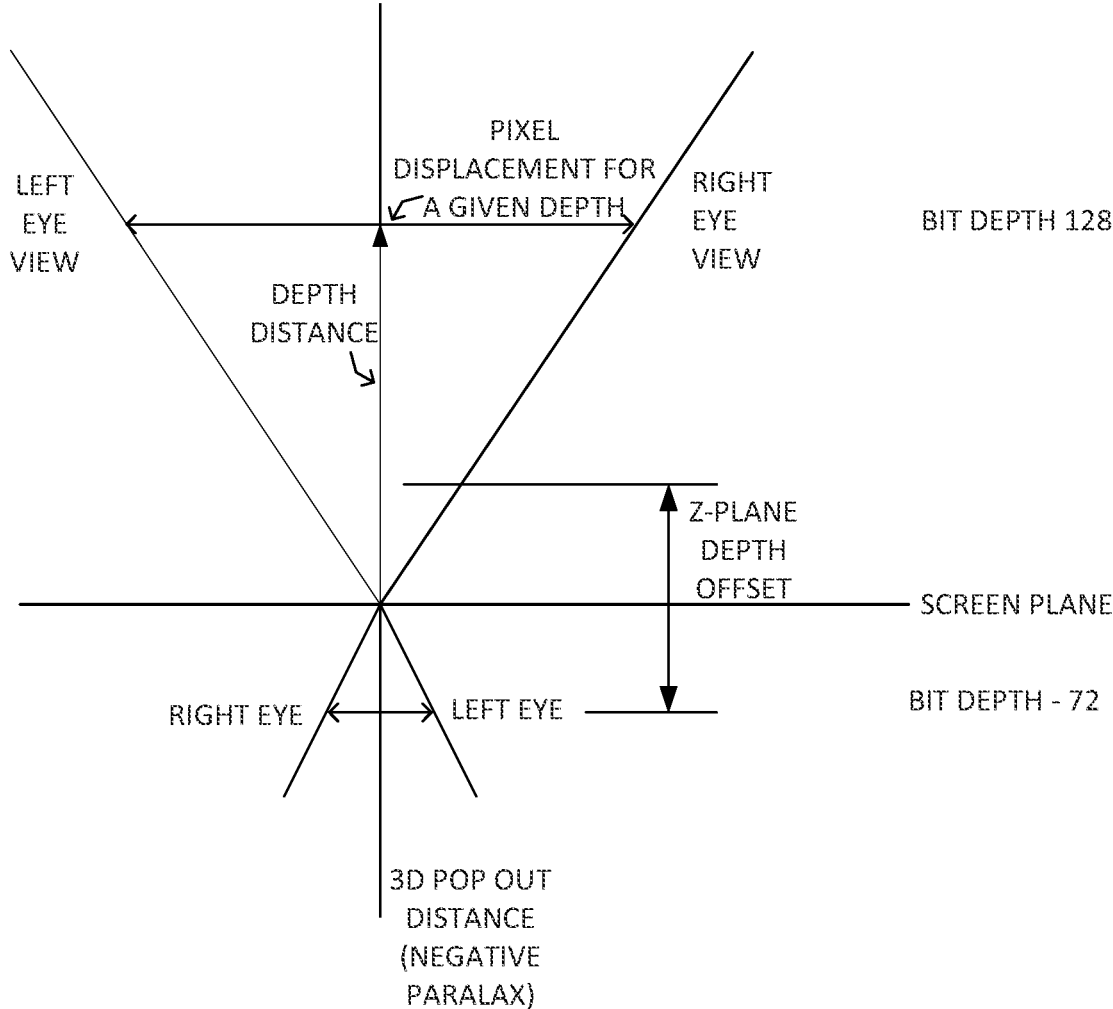 PIXEL
DISPLACEMENT FOR
A GIVEN DEPTH
LEFT
EYE
VIEW
RIGHT
EYE
VIEW
BIT DEPTH 128
DEPTH
DISTANCE
Z-PLANE
DEPTH
OFFSET
SCREEN PLANE
RIGHT EYE
LEFT EYE
BIT DEPTH - 72
3D POP OUT
DISTANCE
(NEGATIVE
PARALAX)